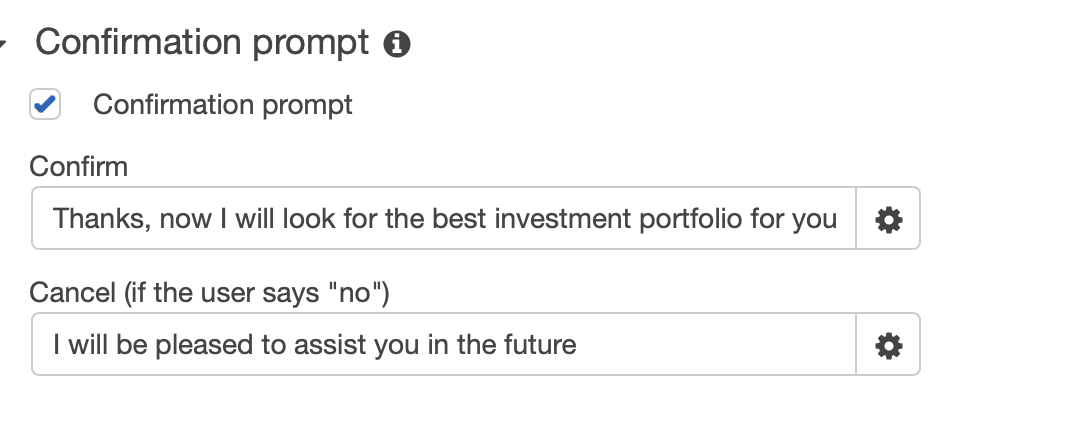 Confirmation prompt
Confirmation prompt
Confirm
Thanks, now I will look for the best investment portfolio for you
Cancel (if the user says "no")
I will be pleased to assist you in the future